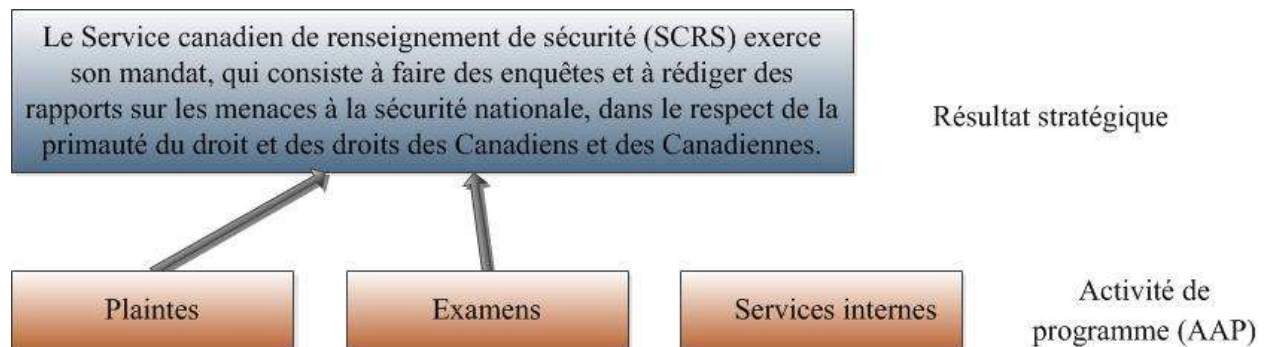 Le Service canadien de renseignement de sécurité (SCRS) exerce
son mandat, qui consiste à faire des enquêtes et à rédiger des
rapports sur les menaces à la sécurité nationale, dans le respect de la
primauté du droit et des droits des Canadiens et des Canadiennes.
Résultat stratégique
Plaintes
Examens
Services internes
Activité de
programme (AAP)